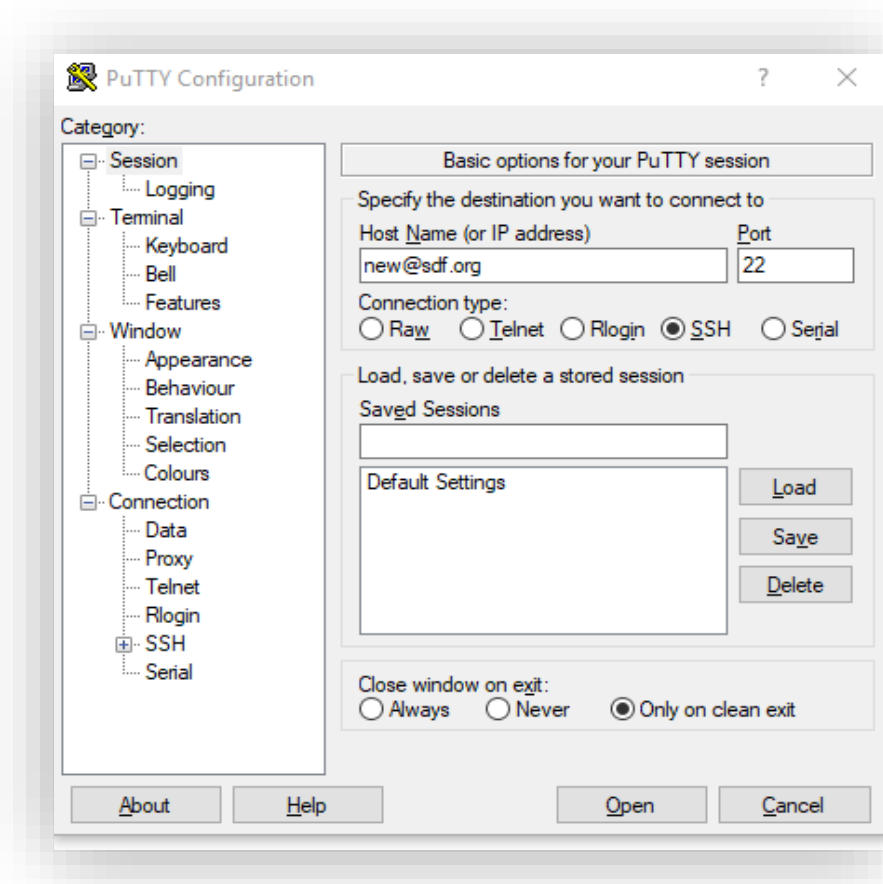 PuTTY Configuration
?
Category:
Session
Logging
Terminal
Keyboard
Bell
Features
Window
Appearance
Behaviour
Translation
Selection
Colours
Connection
Data
Proxy
Telnet
Rlogin
SSH
Serial
Basic options for your PuTTY session
Specify the destination you want to connect to
Host Name (or IP address) Port
new@sdf.org 22
Connection type:
Raw Telnet Rlogin SSH Serial
Load, save or delete a stored session
Saved Sessions
Default Settings
Load
Save
Delete
Close window on exit:
Always Never Only on clean exit
About Help Open Cancel